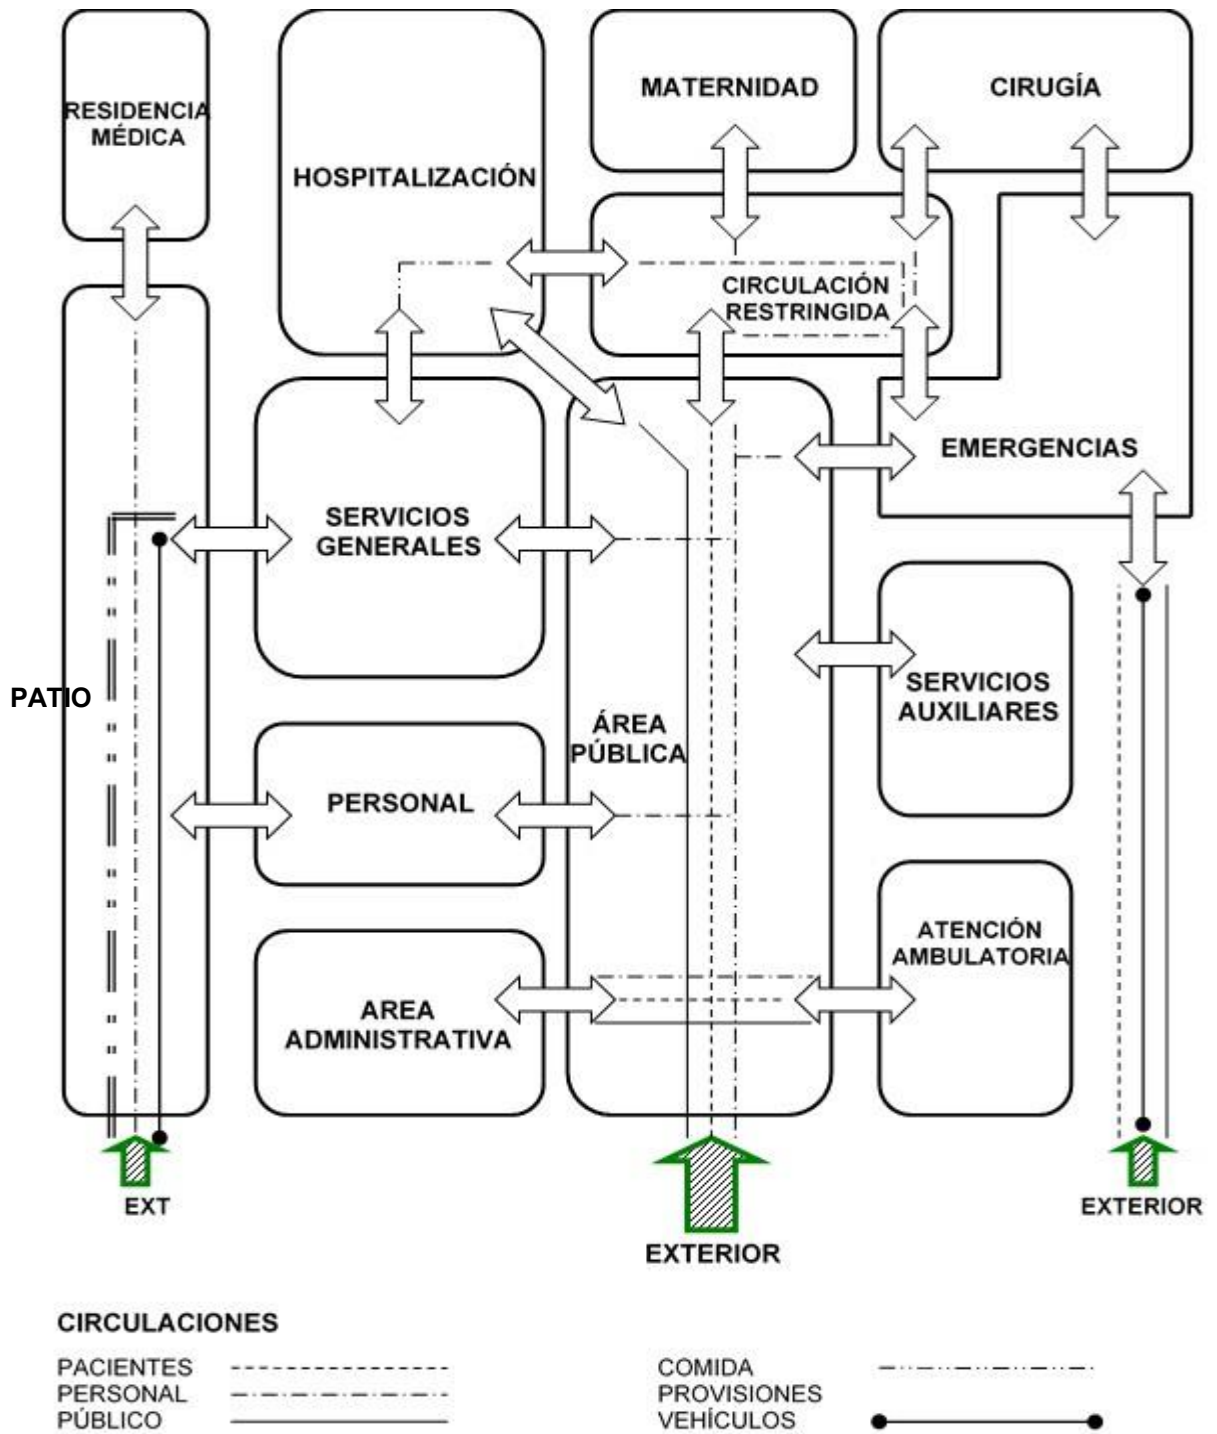 MATERNIDAD
CIRUGÍA
RESIDENCIA
MÉDICA
HOSPITALIZACIÓN
CIRCULACIÓN
RESTRINGIDA
EMERGENCIAS
SERVICIOS
GENERALES
PATIO
SERVICIOS
AUXILIARES
ÁREA
PÚBLICA
PERSONAL
ATENCIÓN
AMBULATORIA
AREA
ADMINISTRATIVA
EXT
EXTERIOR
EXTERIOR
CIRCULACIONES
PACIENTES
PERSONAL
PÚBLICO
COMIDA
PROVISIONES
VEHÍCULOS